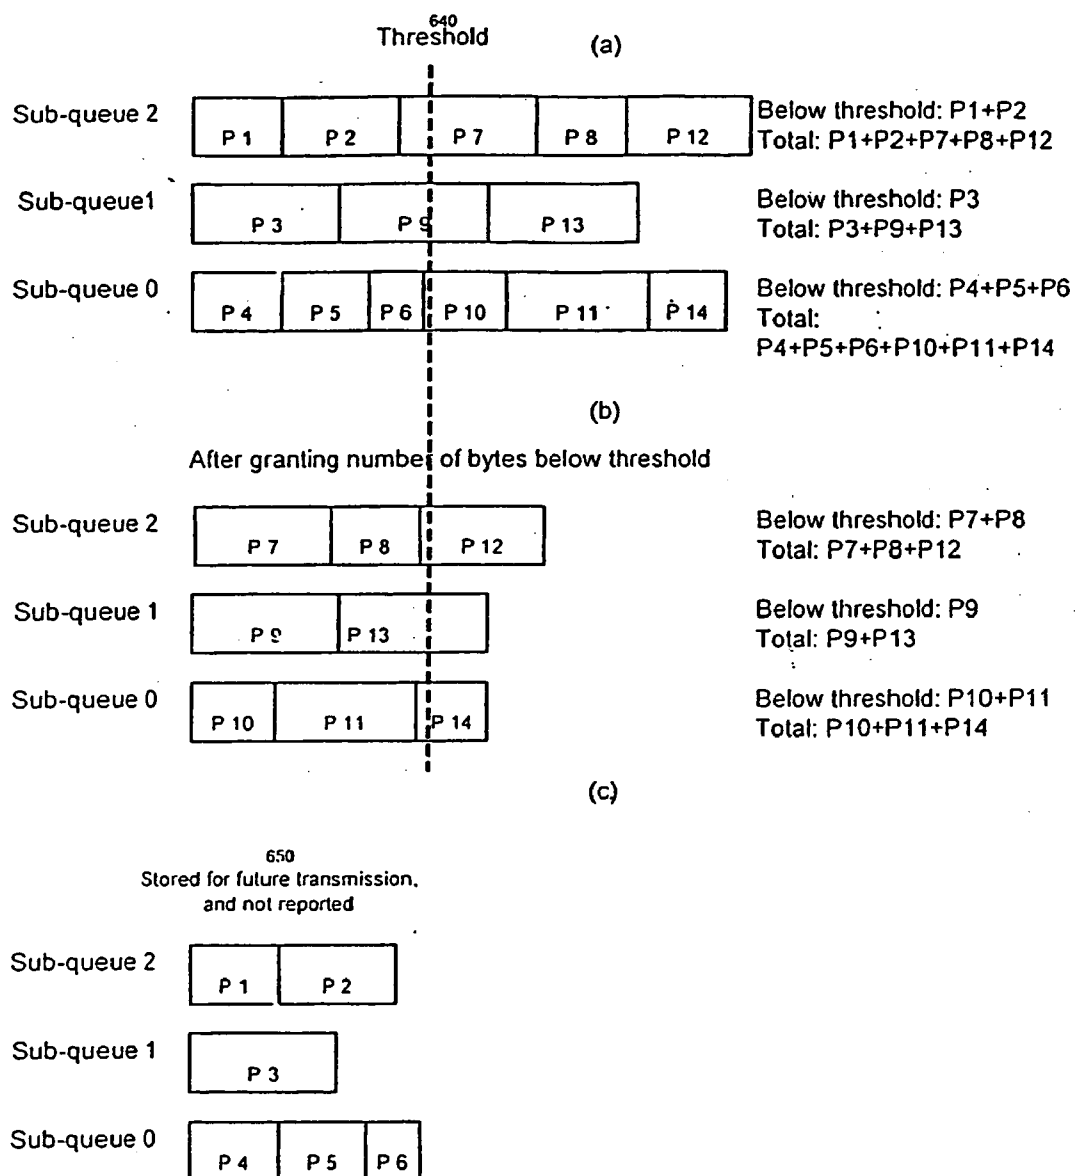 640
Threshold
(a)
Sub-queue 2
P 1 P 2 P 7 P 8 P 12
Below threshold: P1+P2
Total: P1+P2+P7+P8+P12
Sub-queue1
P 3 P 9 P 13
Below threshold: P3
Total: P3+P9+P13
Sub-queue 0
P 4 P 5 P 6 P 10 P 11 P 14
Below threshold: P4+P5+P6
Total:
P4+P5+P6+P10+P11+P14
(b)
After granting number of bytes below threshold
Sub-queue 2
P 7 P 8 P 12
Below threshold: P7+P8
Total: P7+P8+P12
Sub-queue 1
P 9 P 13
Below threshold: P9
Total: P9+P13
Sub-queue 0
P 10 P 11 P 14
Below threshold: P10+P11
Total: P10+P11+P14
(c)
650
Stored for future transmission,
and not reported
Sub-queue 2
P 1 P 2
Sub-queue 1
P 3
Sub-queue 0
P 4 P 5 P 6